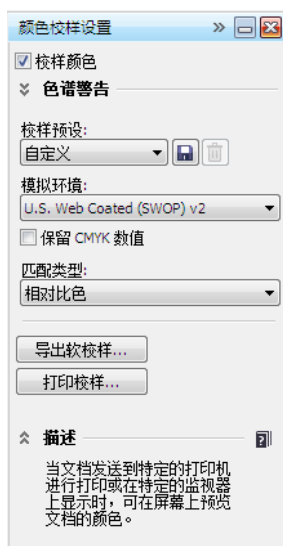 颜色校样设置
校样颜色
色谱警告
校样预设:
自定义
模拟环境:
U.S. Web Coated (SWOP) v2
保留 CMYK 数值
匹配类型:
相对比色
导出软校样...
打印校样...
描述
当文档发送到特定的打印机
进行打印或在特定的监视器
上显示时，可在屏幕上预览
文档的颜色。